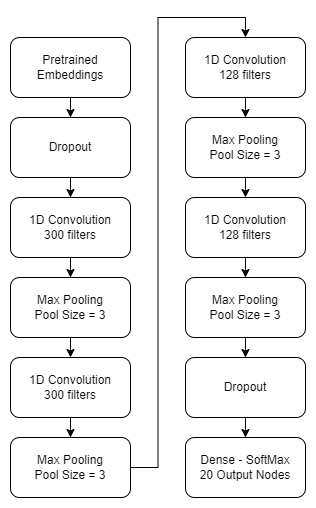 Pretrained
Embeddings
Dropout
1D Convolution
300 filters
Max Pooling
Pool Size = 3
1D Convolution
300 filters
Max Pooling
Pool Size = 3
1D Convolution
128 filters
Max Pooling
Pool Size = 3
1D Convolution
128 filters
Max Pooling
Pool Size = 3
Dropout
Dense - SoftMax
20 Output Nodes